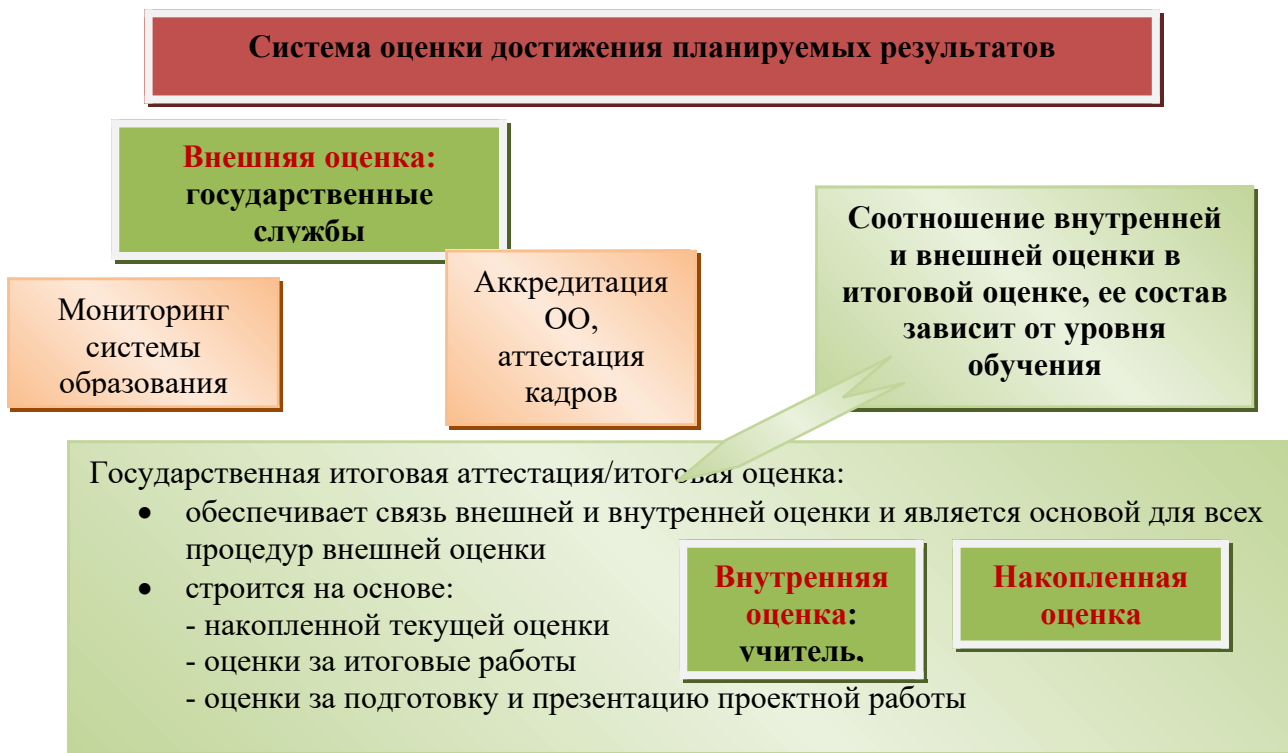 Система оценки достижения планируемых результатов
Внешняя оценка:
государственные
службы
Соотношение внутренней
и внешней оценки в
итоговой оценке, ее состав
зависит от уровня
обучения
Мониторинг
системы
образования
Аккредитация
ОО,
аттестация
кадров
Государственная итоговая аттестация/итоговая оценка:
• обеспечивает связь внешней и внутренней оценки и является основой для всех
процедур внешней оценки
• строится на основе:
- накопленной текущей оценки
- оценки за итоговые работы
- оценки за подготовку и презентацию проектной работы
Внутренняя
оценка:
учитель,
Накопленная
оценка